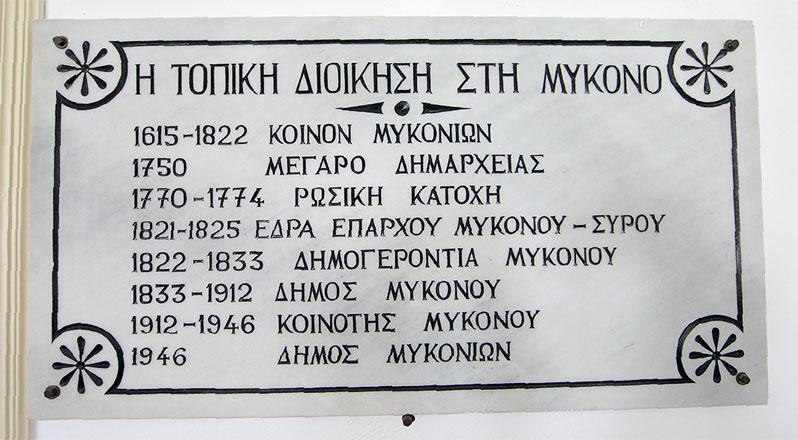 Η ΤΟΠΙΚΗ ΔΙΟΙΚΗΣΗ ΣΤΗ ΜΥΚΟΝΟ
1615-1822 ΚΟΙΝΟΝ ΜΥΚΟΝΙΩΝ
1750 ΜΕΓΑΡΟ ΔΗΜΑΡΧΕΙΑΣ
1770-1774 ΡΩΣΙΚΗ ΚΑΤΟΧΗ
1821-1825 ΕΔΡΑ ΕΠΑΡΧΟΥ ΜΥΚΟΝΟΥ-ΣΥΡΟΥ
1822-1833 ΔΗΜΟΓΕΡΟΝΤΙΑ ΜΥΚΟΝΟΥ
1833-1912 ΔΗΜΟΣ ΜΥΚΟΝΟΥ
1912-1946 ΚΟΙΝΟΤΗΣ ΜΥΚΟΝΟΥ
1946 ΔΗΜΟΣ ΜΥΚΟΝΙΩΝ